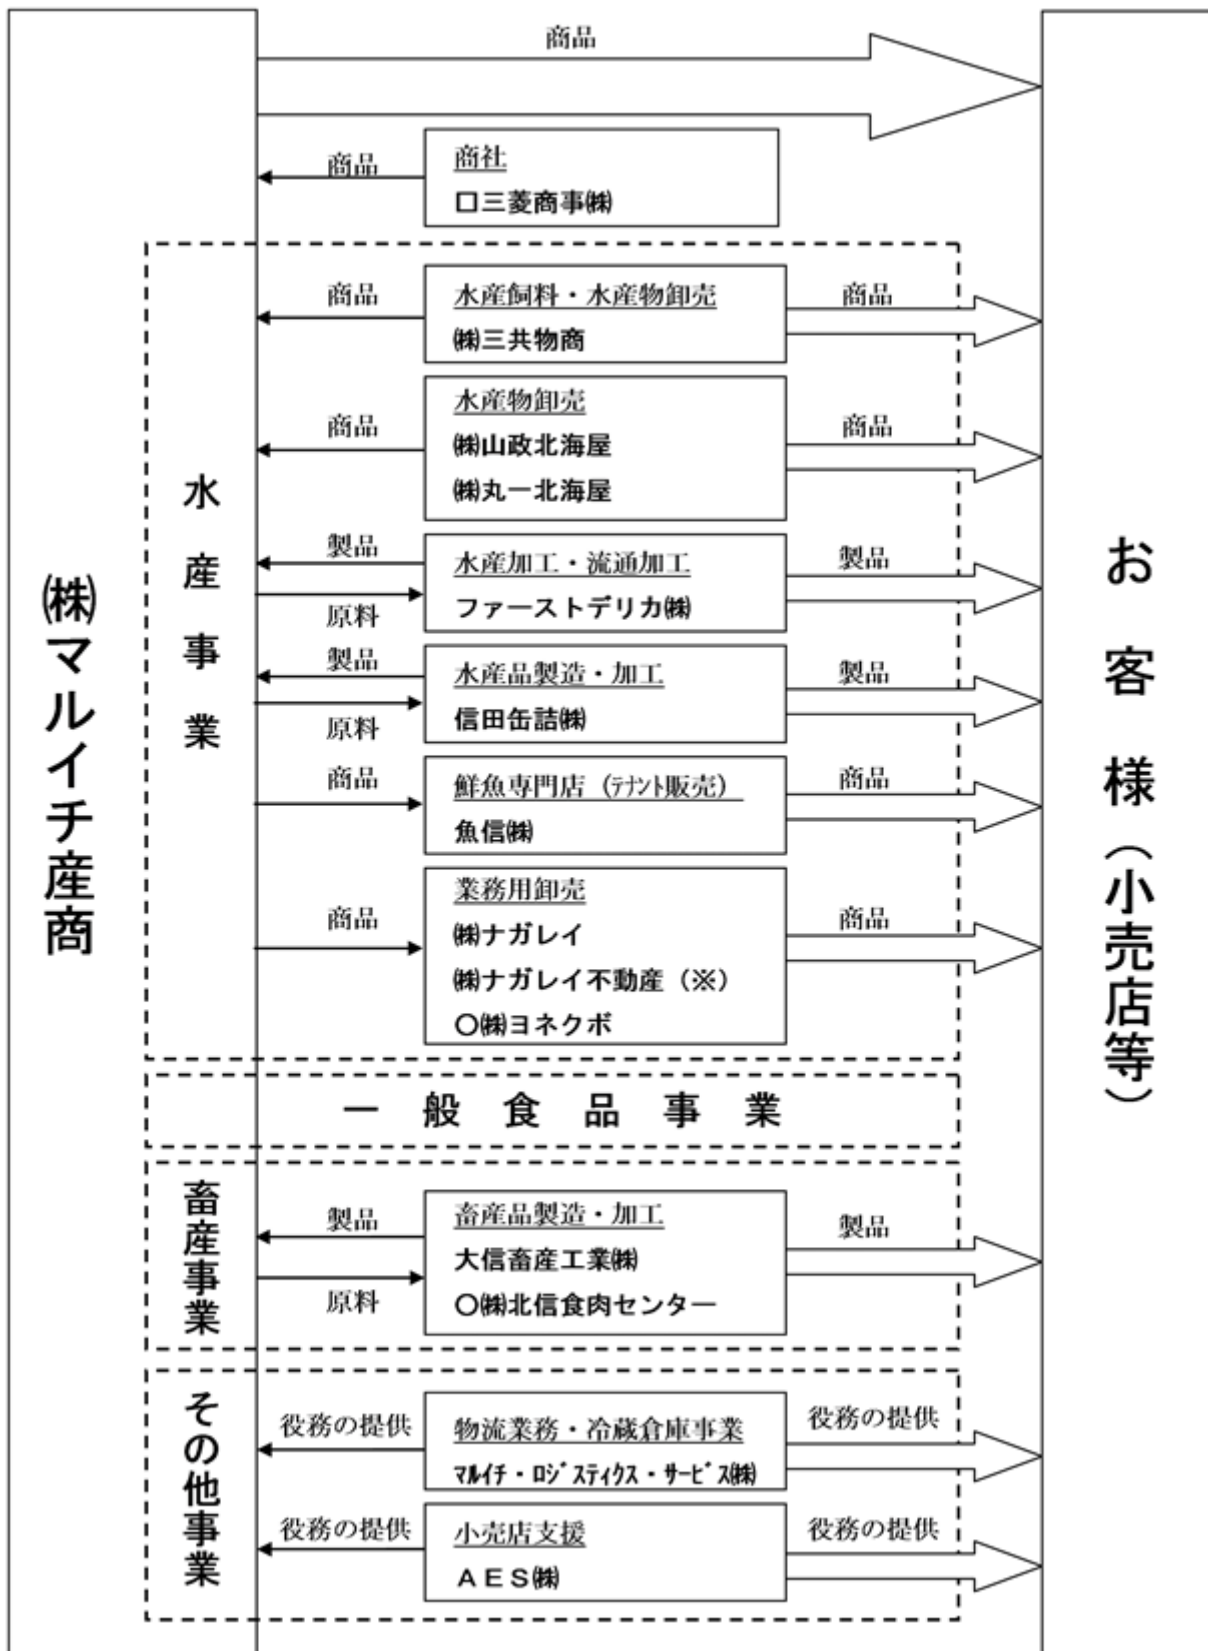 商品
商品
商社
□三菱商事㈱
商品
水産飼料・水産物卸売
㈱三共物商
商品
商品
水産物卸売
㈱山政北海屋
㈱丸一北海屋
商品
水産事業
製品
原料
水産加工・流通加工
ファーストデリカ㈱
製品
製品
原料
水産品製造・加工
信田缶詰㈱
製品
商品
鮮魚専門店（ﾃﾅﾝﾄ販売）
魚信㈱
商品
商品
業務用卸売
㈱ナガレイ
㈱ナガレイ不動産（※）
○㈱ヨネクボ
商品
㈱マルイチ産商
お客様（小売店等）
一般食品事業
畜産事業
製品
原料
畜産品製造・加工
大信畜産工業㈱
○㈱北信食肉センター
製品
その他事業
役務の提供
物流業務・冷蔵倉庫事業
ﾏﾙｲﾁ・ﾛｼﾞｽﾃｨｸｽ・ｻｰﾋﾞｽ㈱
役務の提供
役務の提供
小売店支援
ＡＥＳ㈱
役務の提供